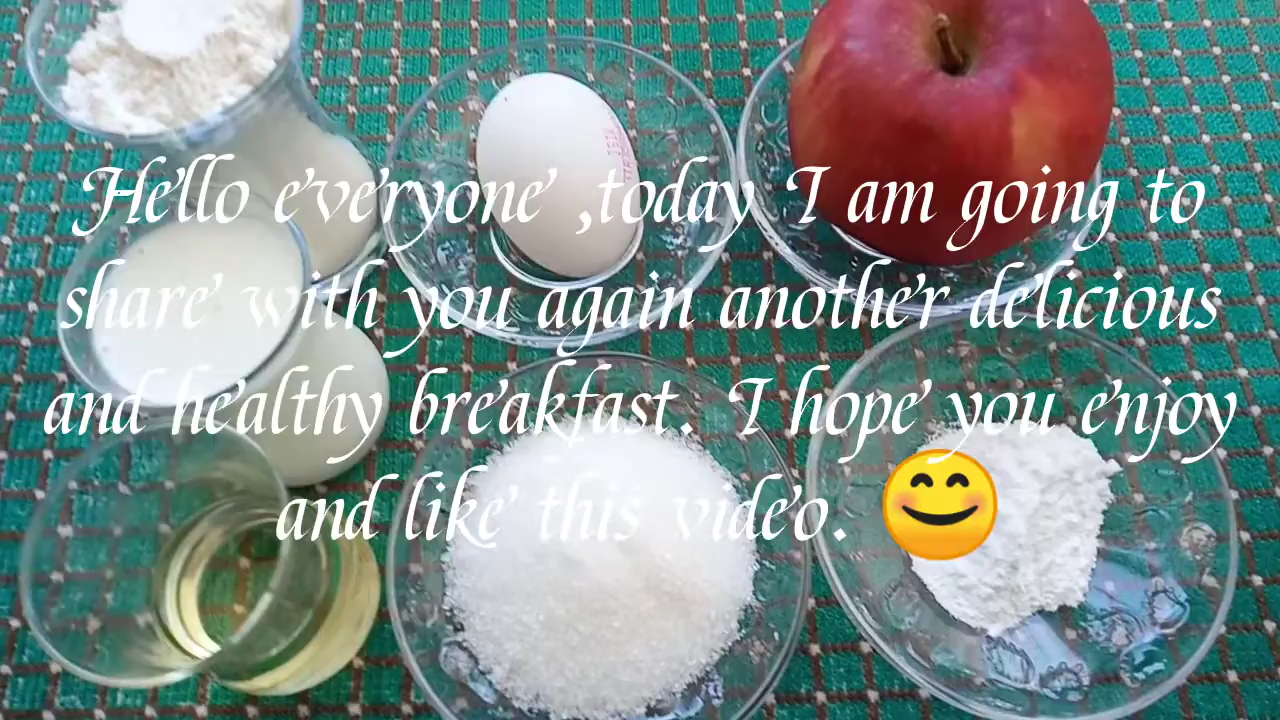 Hello everyone ,today I am going to
share with you again another delicious
and healthy breakfast. I hope you enjoy
and like this video. 😊